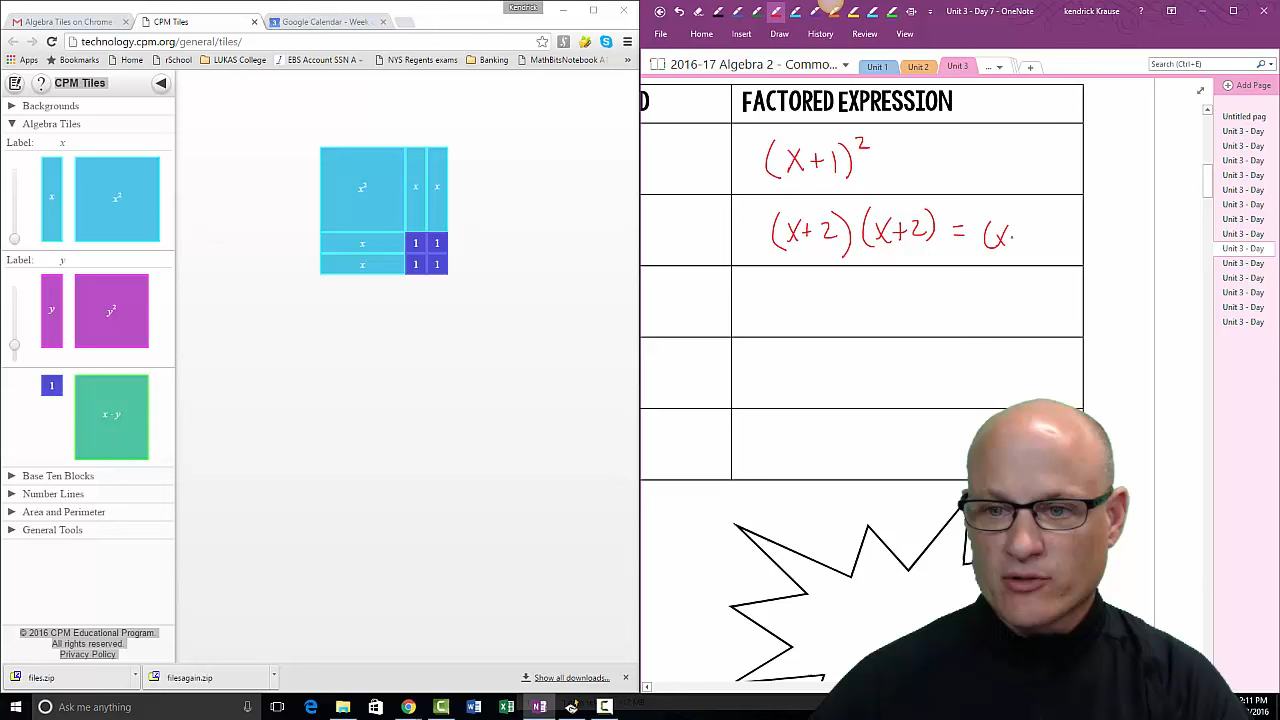 Kendrick
Algebra Tiles on Chrome
CPM Tiles
Google Calendar - Week
technology.cpm.org/general/tiles/
Apps
Bookmarks
rSchool
LUKAS College
EBS Account SSN A
NYS Regents exams
Banking
MathBitsNotebook A
CPM Tiles
Backgrounds
Algebra Tiles
Label: x
x
x²
Label: y
y
y²
1
x · y
Base Ten Blocks
Number Lines
Area and Perimeter
General Tools
© 2016 CPM Educational Program.
All rights reserved.
Privacy Policy
x²
x
x
x
1
1
x
1
1
files.zip
filesagain.zip
Show all downloads...
Ask me anything
Unit 3 - Day 7 - OneNote
kendrick Krause
File
Home
Insert
Draw
History
Review
View
2016-17 Algebra 2 - Commo...
Unit 1
Unit 2
Unit 3
...
Search (Ctrl+E)
Add Page
Untitled pag
Unit 3 - Day
Unit 3 - Day
Unit 3 - Day
Unit 3 - Day
Unit 3 - Day
Unit 3 - Day
Unit 3 - Day
Unit 3 - Day
Unit 3 - Day
Unit 3 - Day
Unit 3 - Day
Unit 3 - Day
Unit 3 - Day
Unit 3 - Day
D
FACTORED EXPRESSION
(x+1)²
(x+2)(x+2) = (x